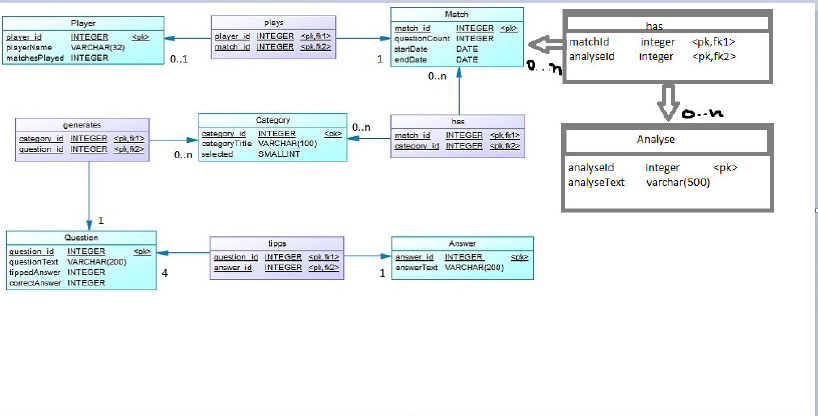 Player
player_id INTEGER <pk>
playerName VARCHAR(32)
matchesPlayed INTEGER
0..1
plays
player_id INTEGER <pk,fk1>
match_id INTEGER <pk,fk2>
1
Match
match_id INTEGER <pk>
questionCount INTEGER
startDate DATE
endDate DATE
0..n
0..n
has
matchId integer <pk,fk1>
analyseId integer <pk,fk2>
0..n
generates
category_id INTEGER <pk,fk1>
question_id INTEGER <pk,fk2>
0..n
Category
category_id INTEGER <pk>
categoryTitle VARCHAR(100)
selected SMALLINT
0..n
has
match_id INTEGER <pk,fk1>
category_id INTEGER <pk,fk2>
Analyse
analyseId integer <pk>
analyseText varchar(500)
1
Question
question_id INTEGER <pk>
questionText VARCHAR(200)
tippedAnswer INTEGER
correctAnswer INTEGER
4
tipps
question_id INTEGER <pk,fk1>
answer_id INTEGER <pk,fk2>
1
Answer
answer_id INTEGER <pk>
answerText VARCHAR(200)